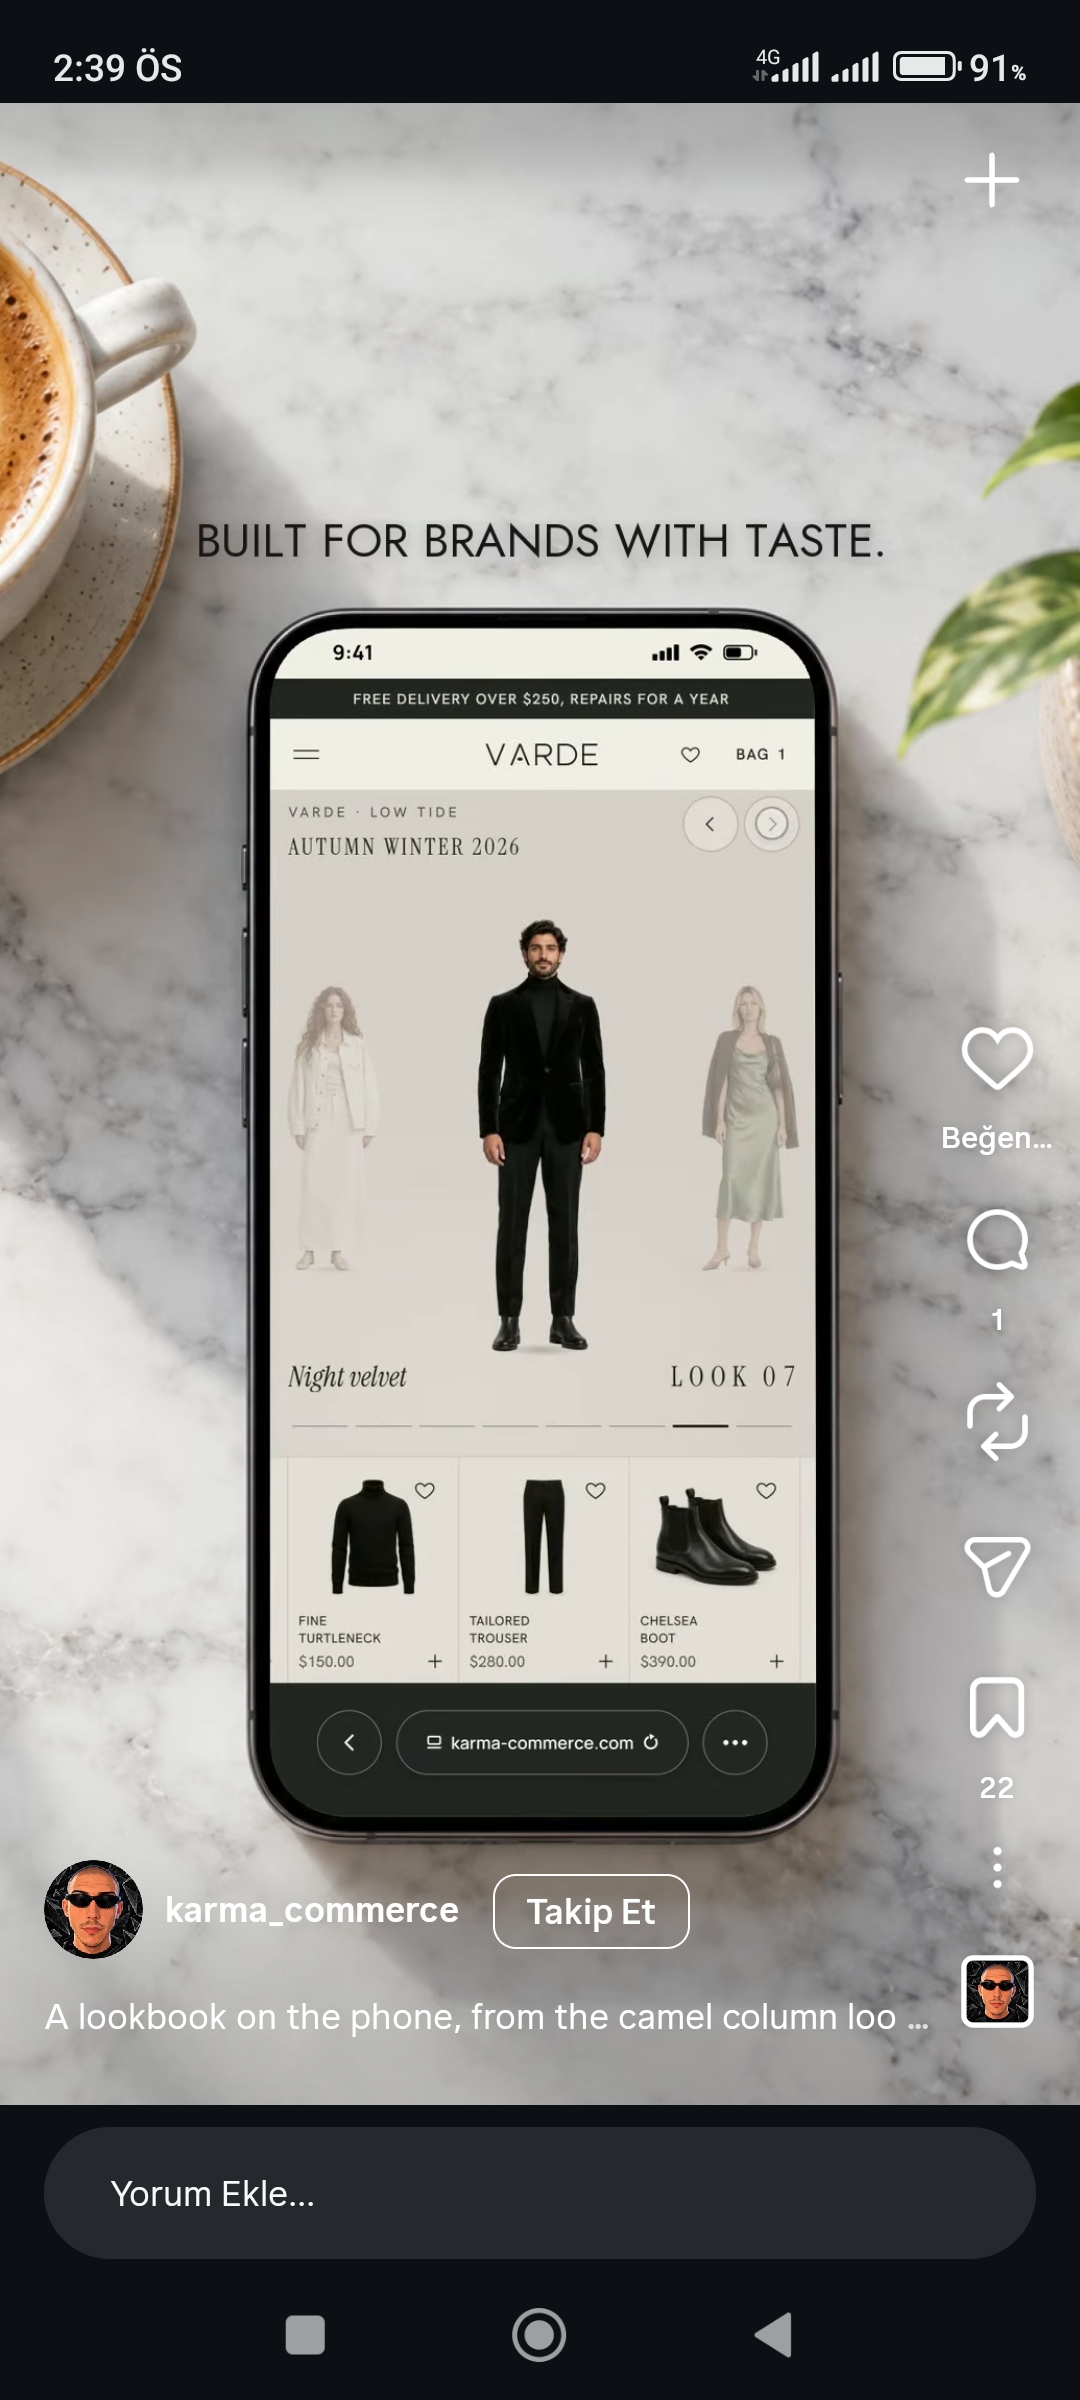 2:39 ÖS
4G
91%
BUILT FOR BRANDS WITH TASTE.
9:41
FREE DELIVERY OVER $250, REPAIRS FOR A YEAR
VARDE
BAG 1
VARDE · LOW TIDE
AUTUMN WINTER 2026
Night velvet
LOOK 07
FINE
TURTLENECK
$150.00
TAILORED
TROUSER
$280.00
CHELSEA
BOOT
$390.00
karma-commerce.com
Beğen...
1
22
karma_commerce
Takip Et
A lookbook on the phone, from the camel column loo ...
Yorum Ekle...